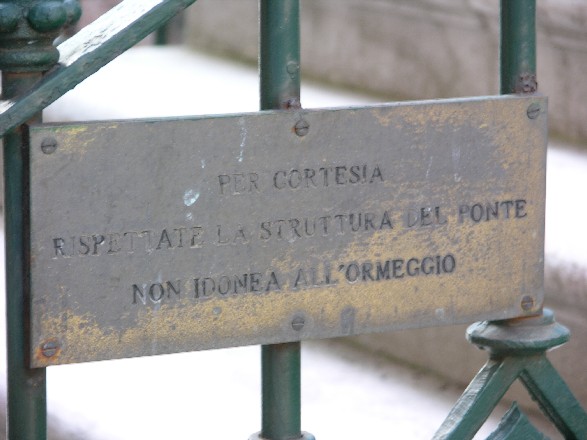 PER CORTESIA
RISPETTATE LA STRUTTURA DEL PONTE
NON IDONEA ALL'ORMEGGIO